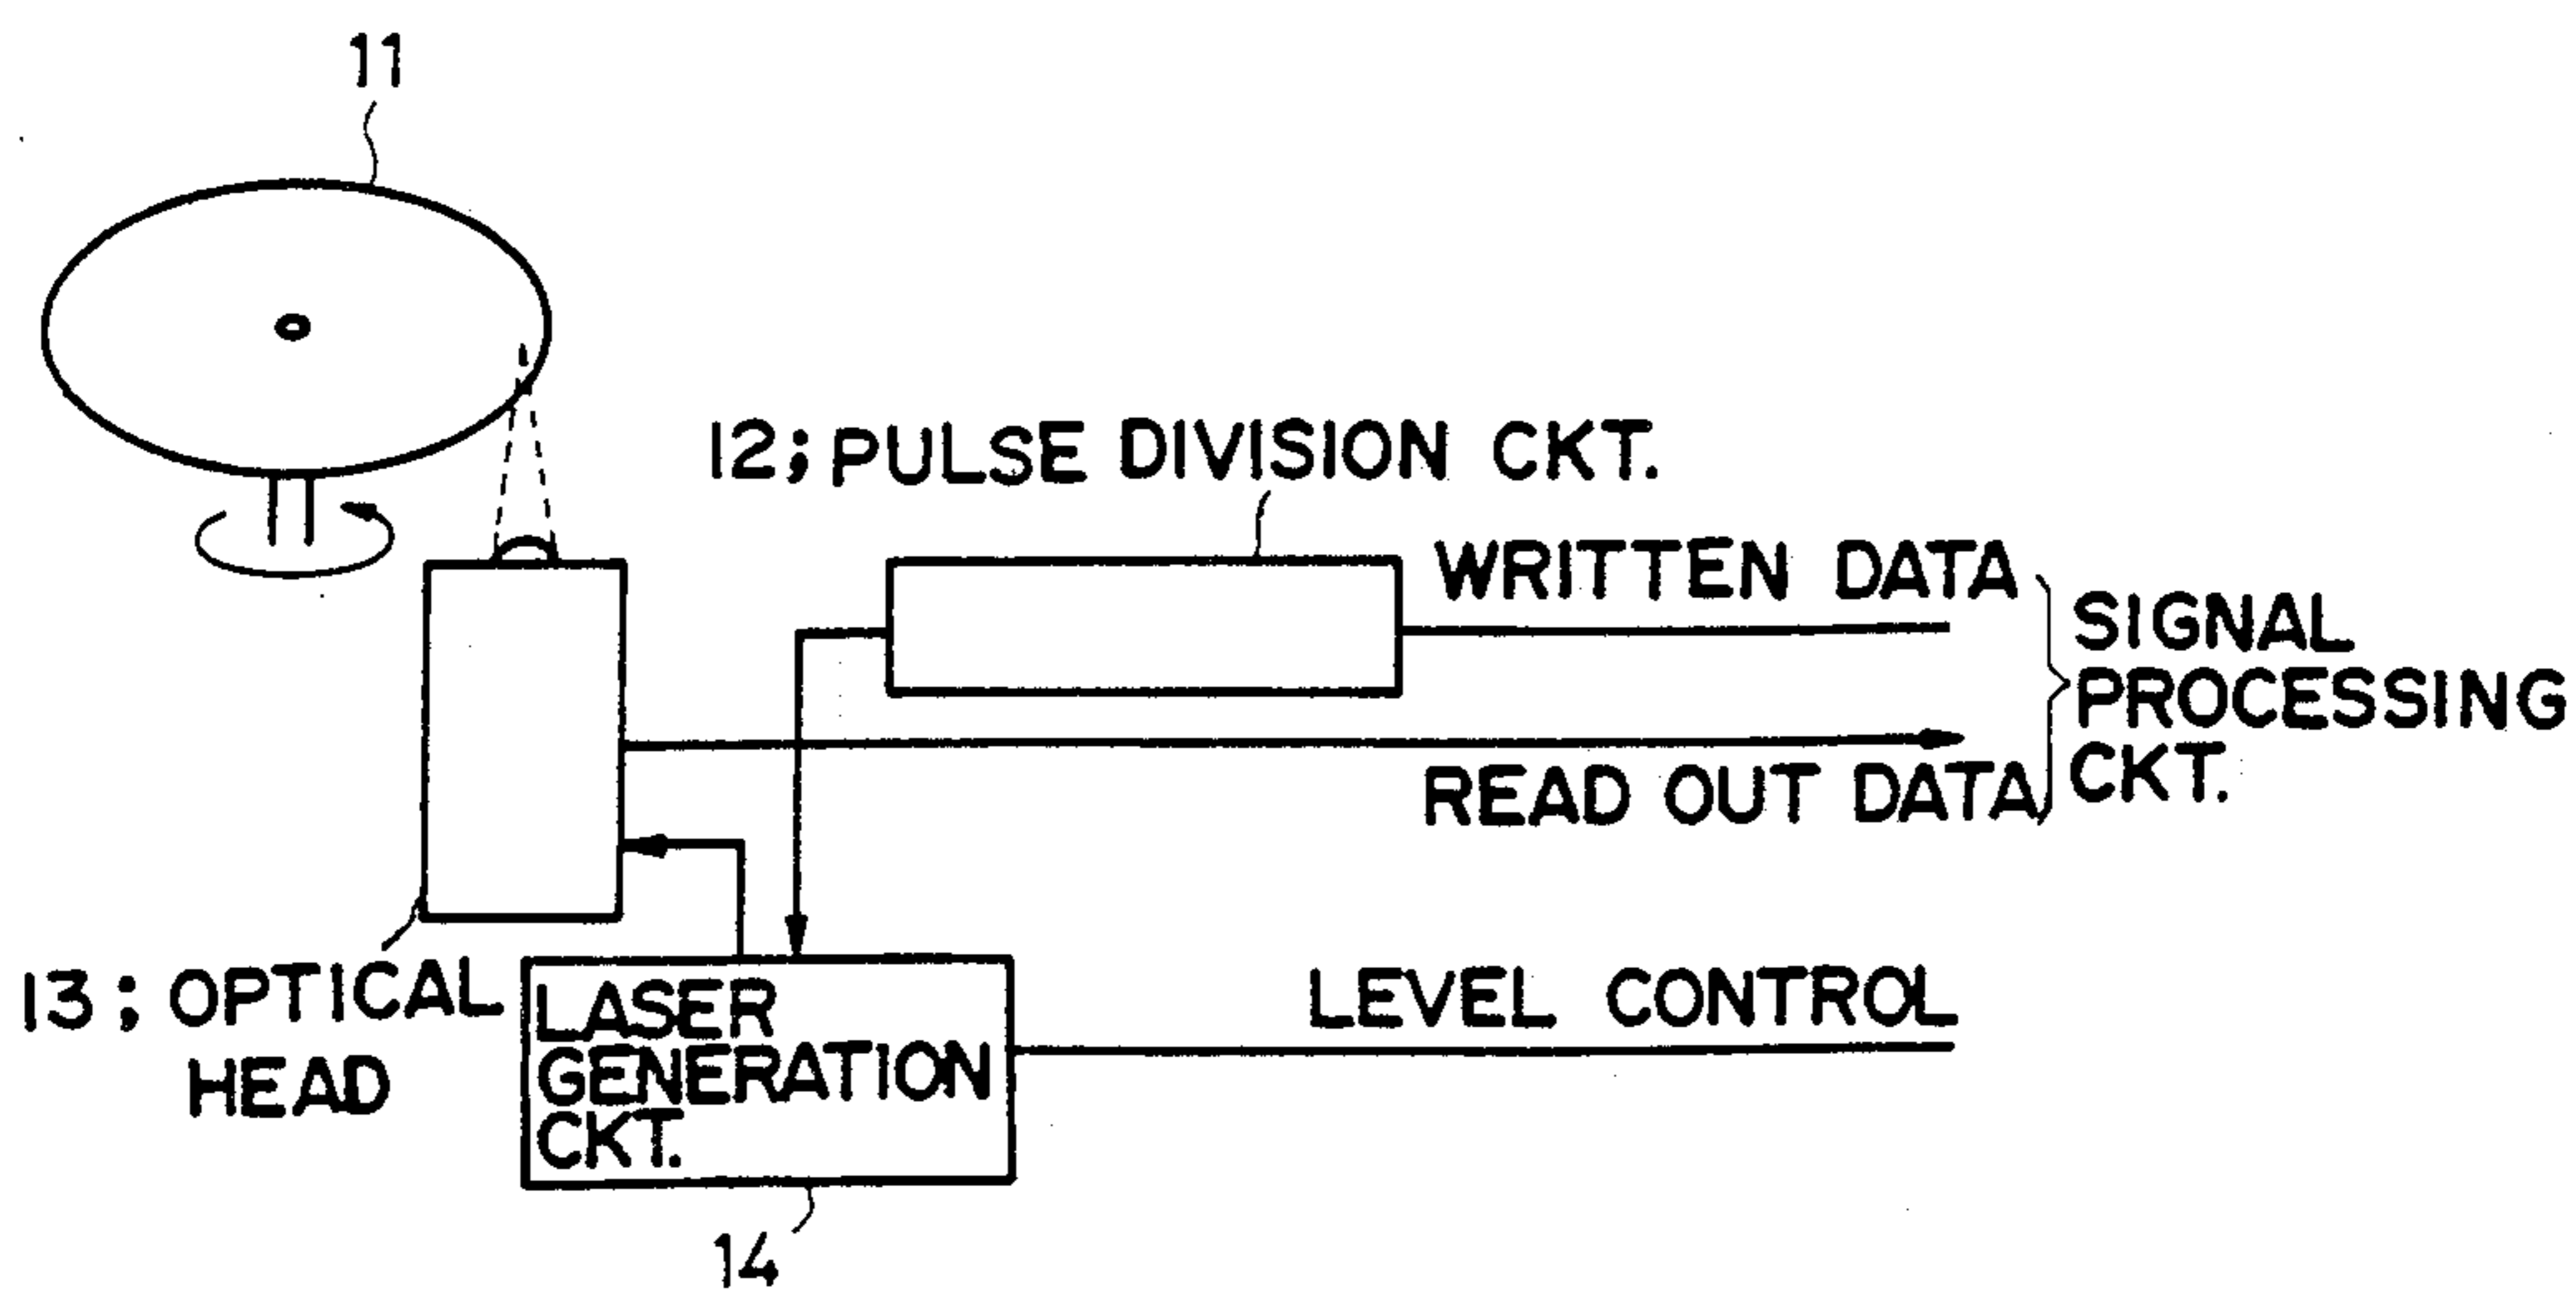 11
12; PULSE DIVISION CKT.
WRITTEN DATA
SIGNAL
PROCESSING
CKT.
READ OUT DATA
13; OPTICAL
HEAD
LASER
GENERATION
CKT.
LEVEL CONTROL
14